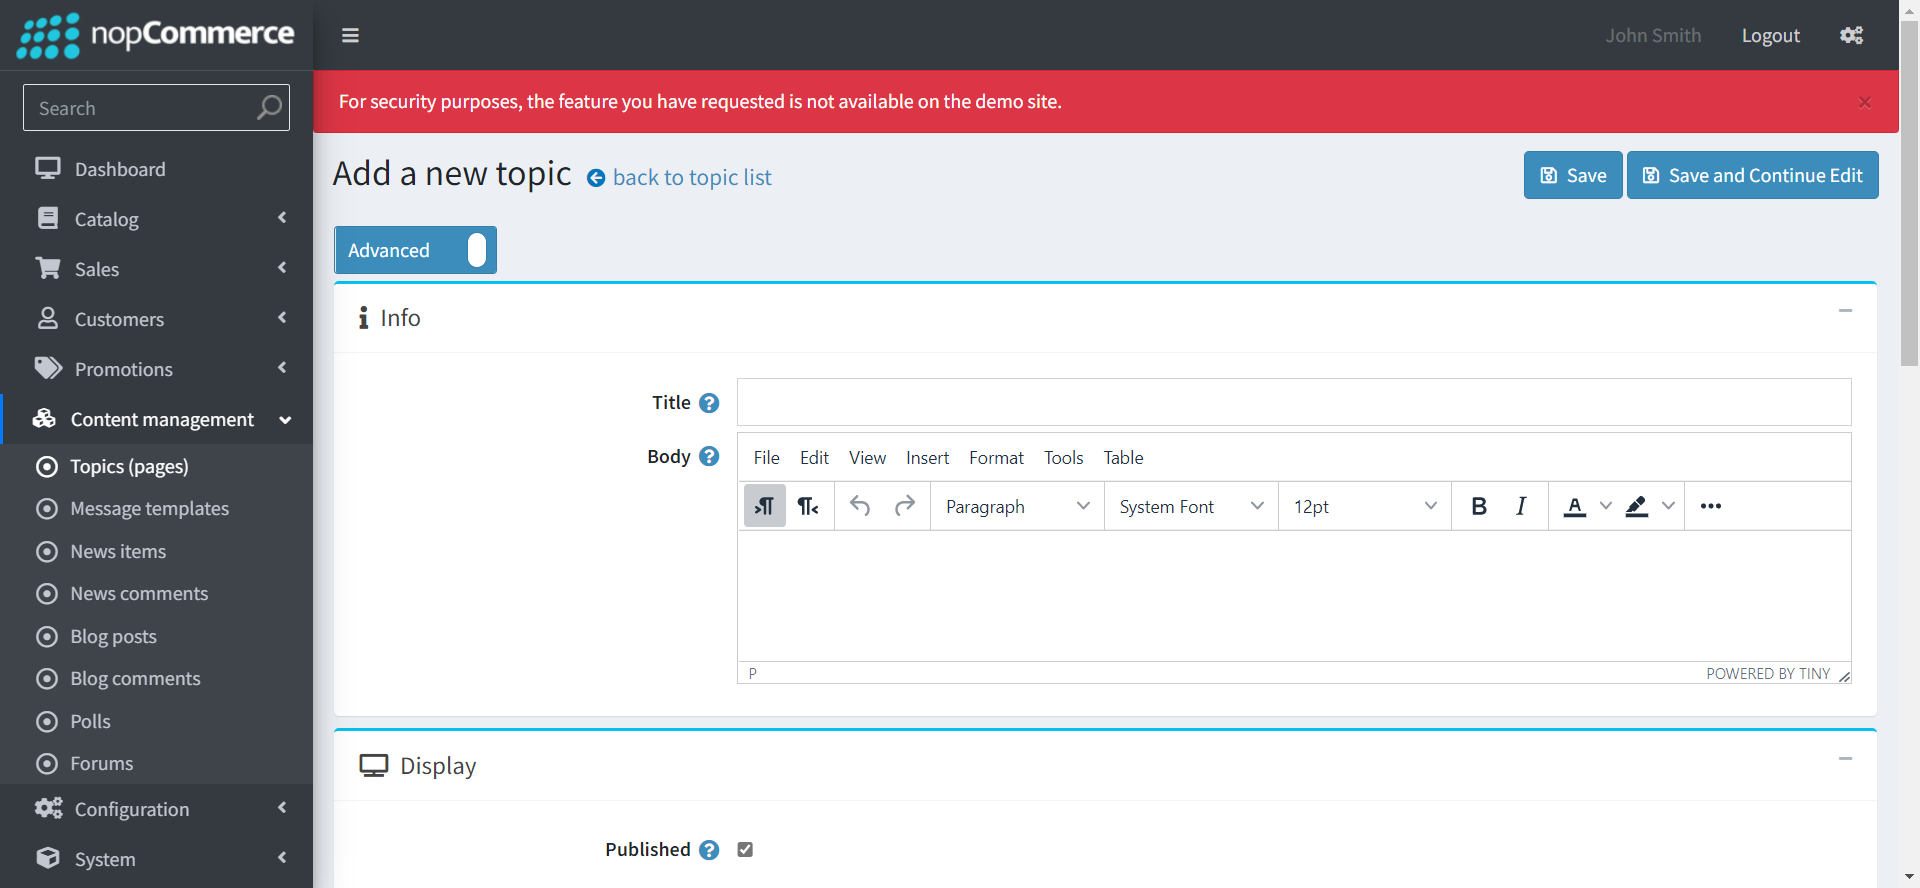 nopCommerce
John Smith
Logout
Search
For security purposes, the feature you have requested is not available on the demo site.
×
Add a new topic
back to topic list
Save
Save and Continue Edit
Dashboard
Catalog
Sales
Customers
Promotions
Content management
Topics (pages)
Message templates
News items
News comments
Blog posts
Blog comments
Polls
Forums
Configuration
System
Advanced
Info
Title
Body
File Edit View Insert Format Tools Table
Paragraph System Font 12pt B I A
P
POWERED BY TINY
Display
Published